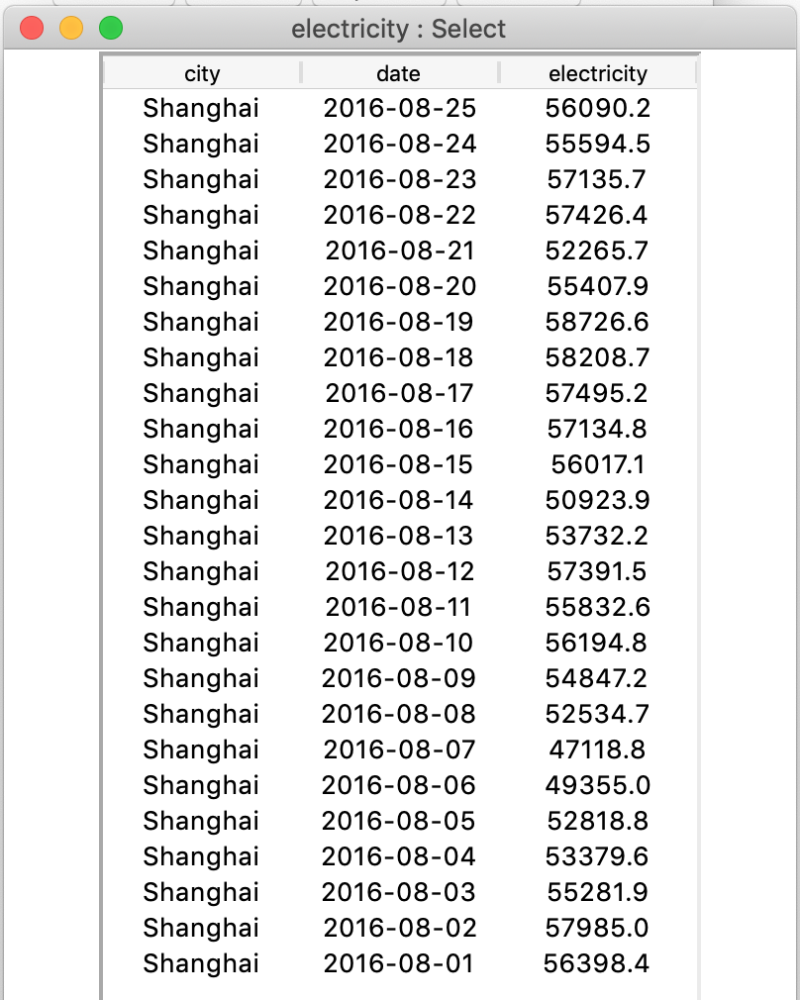 electricity : Select
city date electricity
Shanghai 2016-08-25 56090.2
Shanghai 2016-08-24 55594.5
Shanghai 2016-08-23 57135.7
Shanghai 2016-08-22 57426.4
Shanghai 2016-08-21 52265.7
Shanghai 2016-08-20 55407.9
Shanghai 2016-08-19 58726.6
Shanghai 2016-08-18 58208.7
Shanghai 2016-08-17 57495.2
Shanghai 2016-08-16 57134.8
Shanghai 2016-08-15 56017.1
Shanghai 2016-08-14 50923.9
Shanghai 2016-08-13 53732.2
Shanghai 2016-08-12 57391.5
Shanghai 2016-08-11 55832.6
Shanghai 2016-08-10 56194.8
Shanghai 2016-08-09 54847.2
Shanghai 2016-08-08 52534.7
Shanghai 2016-08-07 47118.8
Shanghai 2016-08-06 49355.0
Shanghai 2016-08-05 52818.8
Shanghai 2016-08-04 53379.6
Shanghai 2016-08-03 55281.9
Shanghai 2016-08-02 57985.0
Shanghai 2016-08-01 56398.4